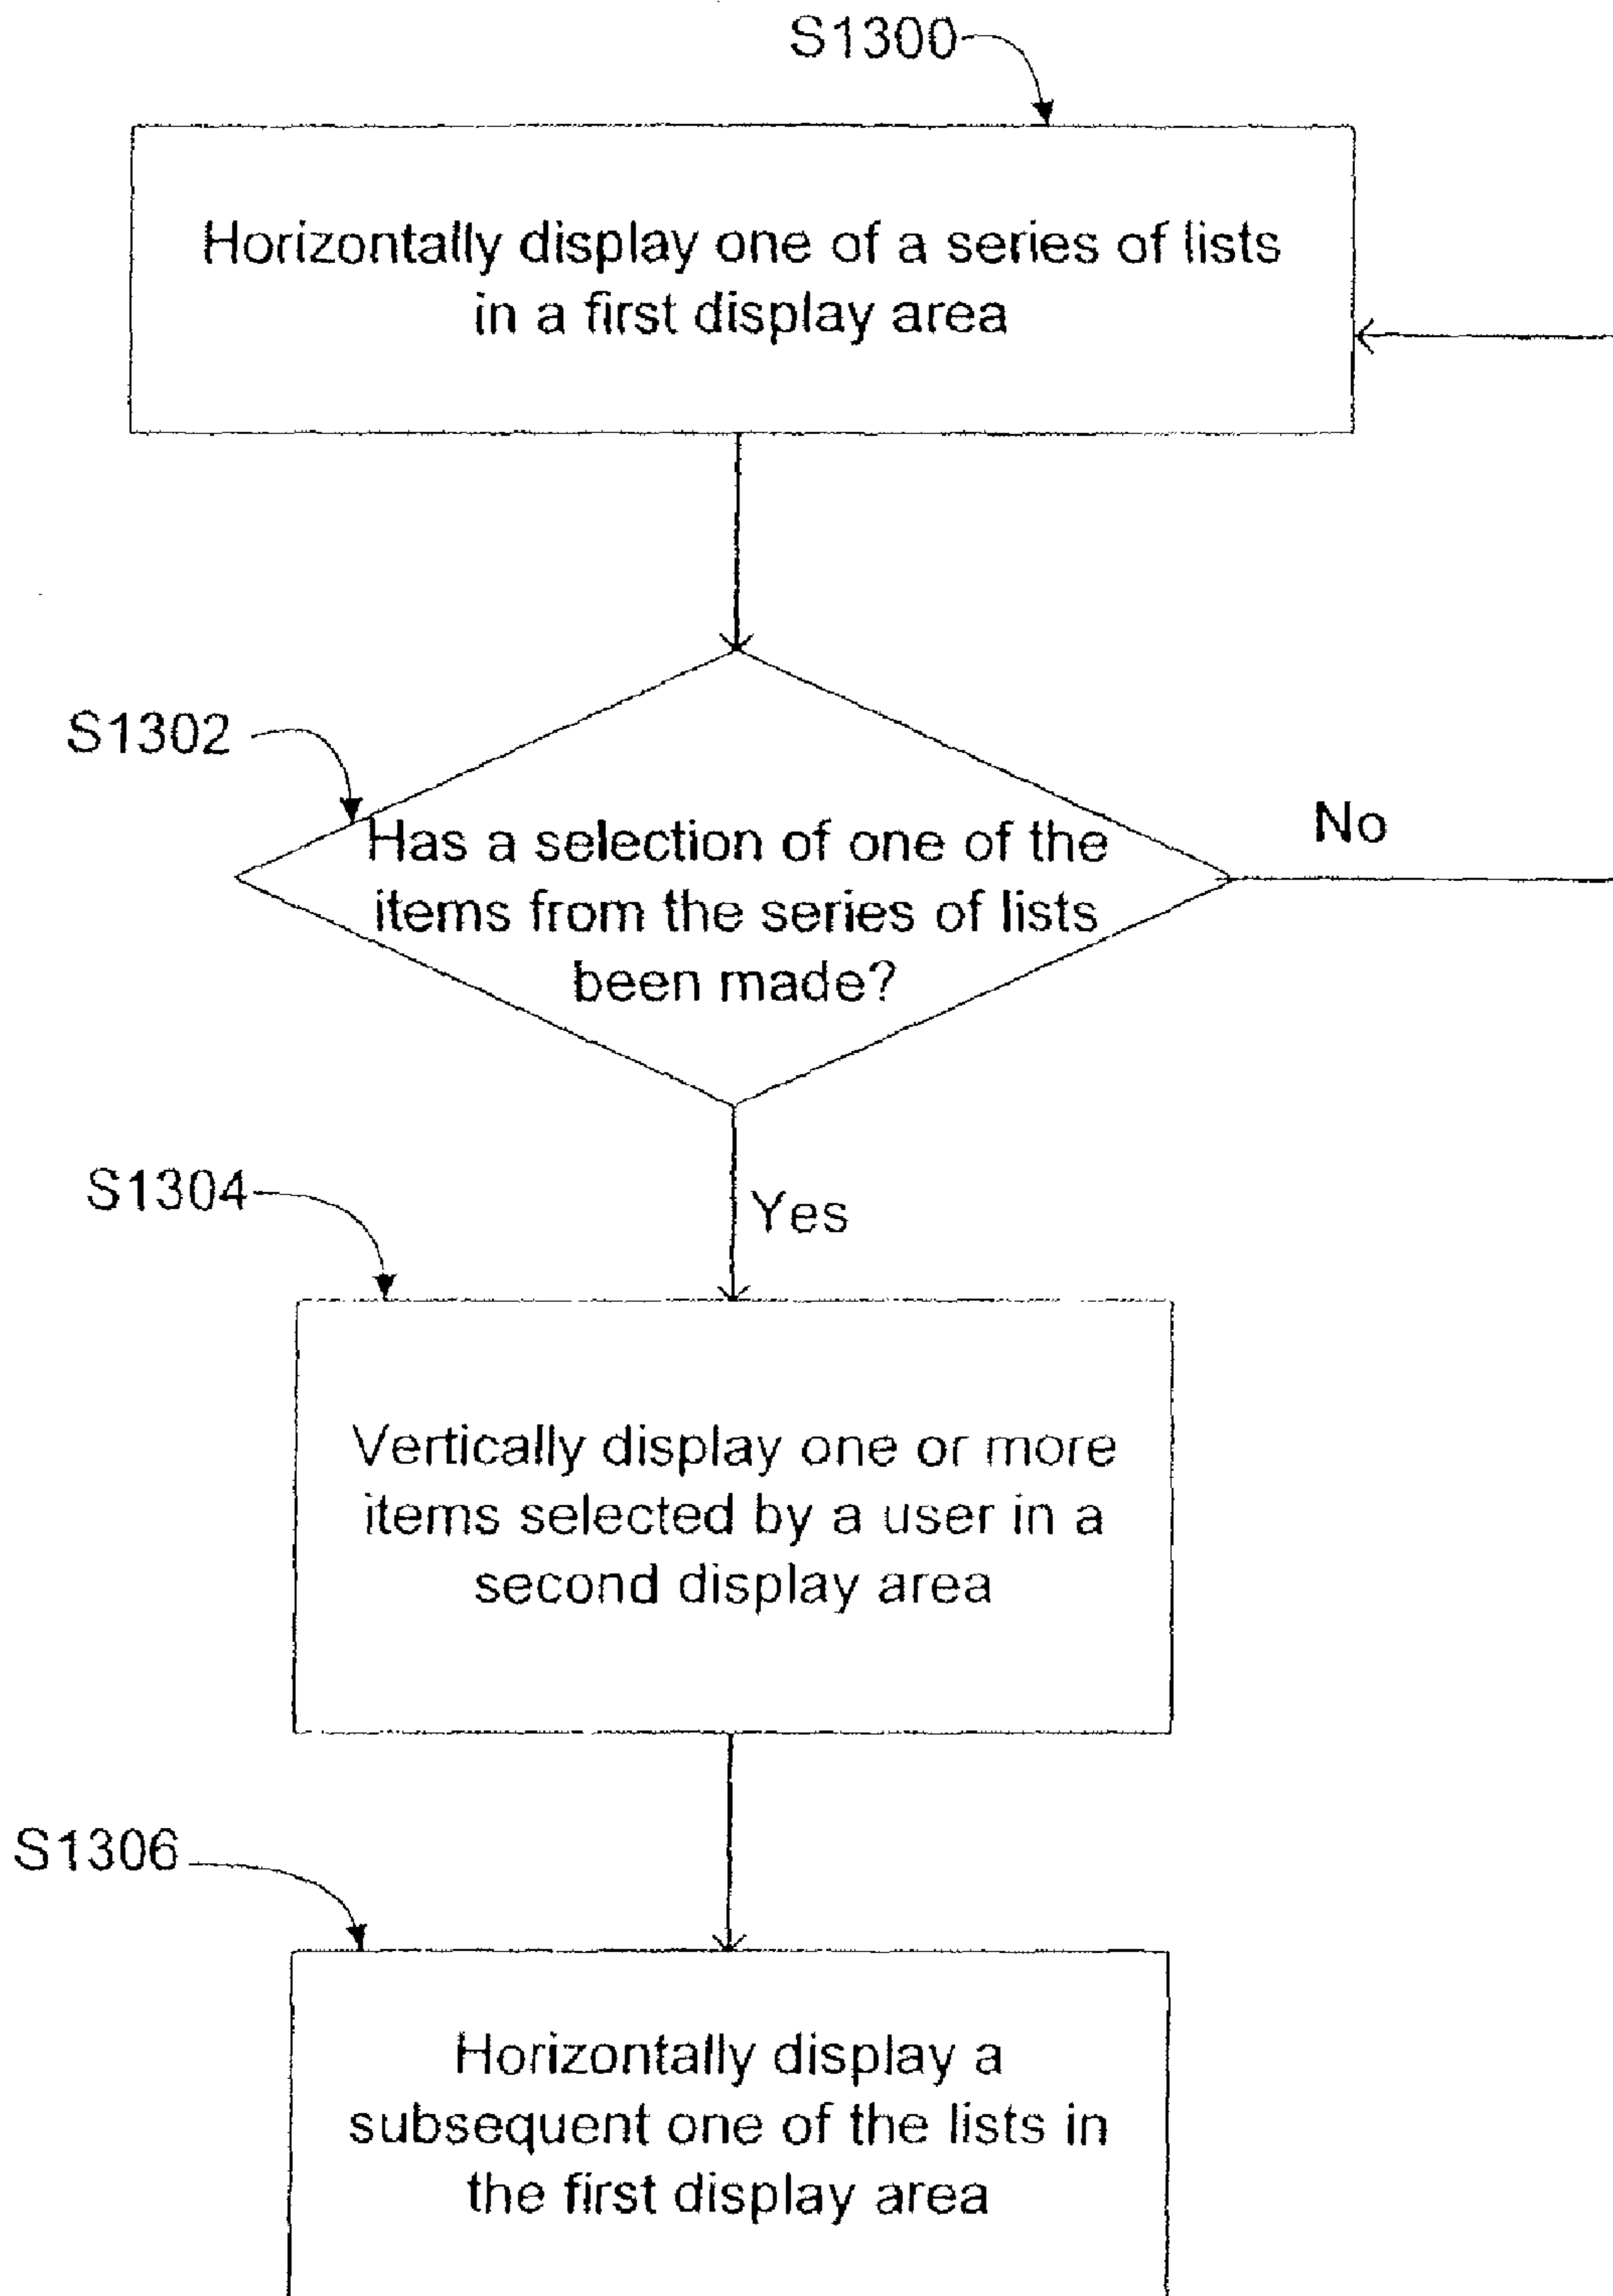 S1300
Horizontally display one of a series of lists
in a first display area
S1302
Has a selection of one of the
items from the series of lists
been made?
No
Yes
S1304
Vertically display one or more
items selected by a user in a
second display area
S1306
Horizontally display a
subsequent one of the lists in
the first display area